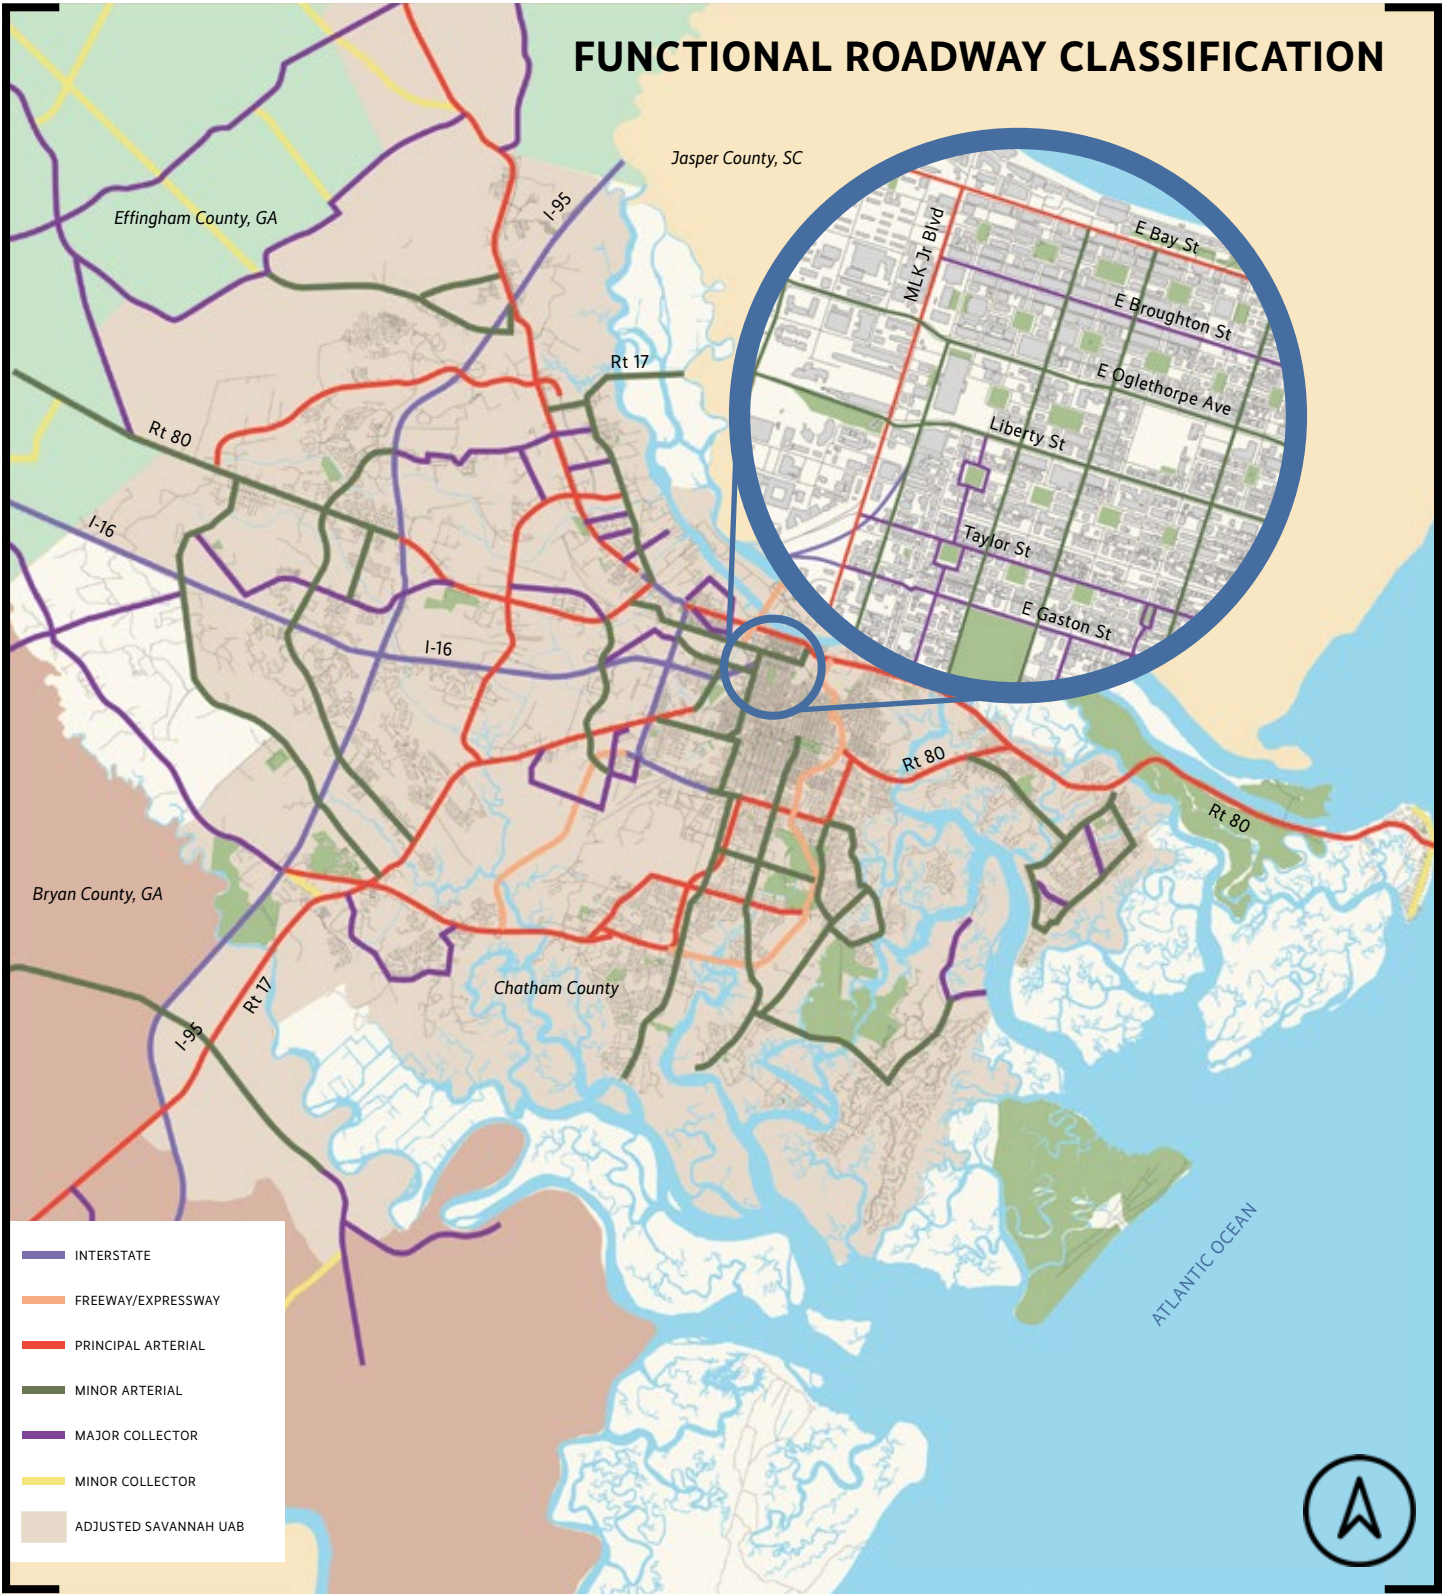 FUNCTIONAL ROADWAY CLASSIFICATION
Jasper County, SC
I-95
Effingham County, GA
E Bay St
MLK Jr Blvd
E Broughton St
Rt 17
E Oglethorpe Ave
Rt 80
Liberty St
I-16
Taylor St
E Gaston St
I-16
Rt 80
Rt 80
Bryan County, GA
Chatham County
Rt 17
I-95
ATLANTIC OCEAN
INTERSTATE
FREEWAY/EXPRESSWAY
PRINCIPAL ARTERIAL
MINOR ARTERIAL
MAJOR COLLECTOR
MINOR COLLECTOR
ADJUSTED SAVANNAH UAB